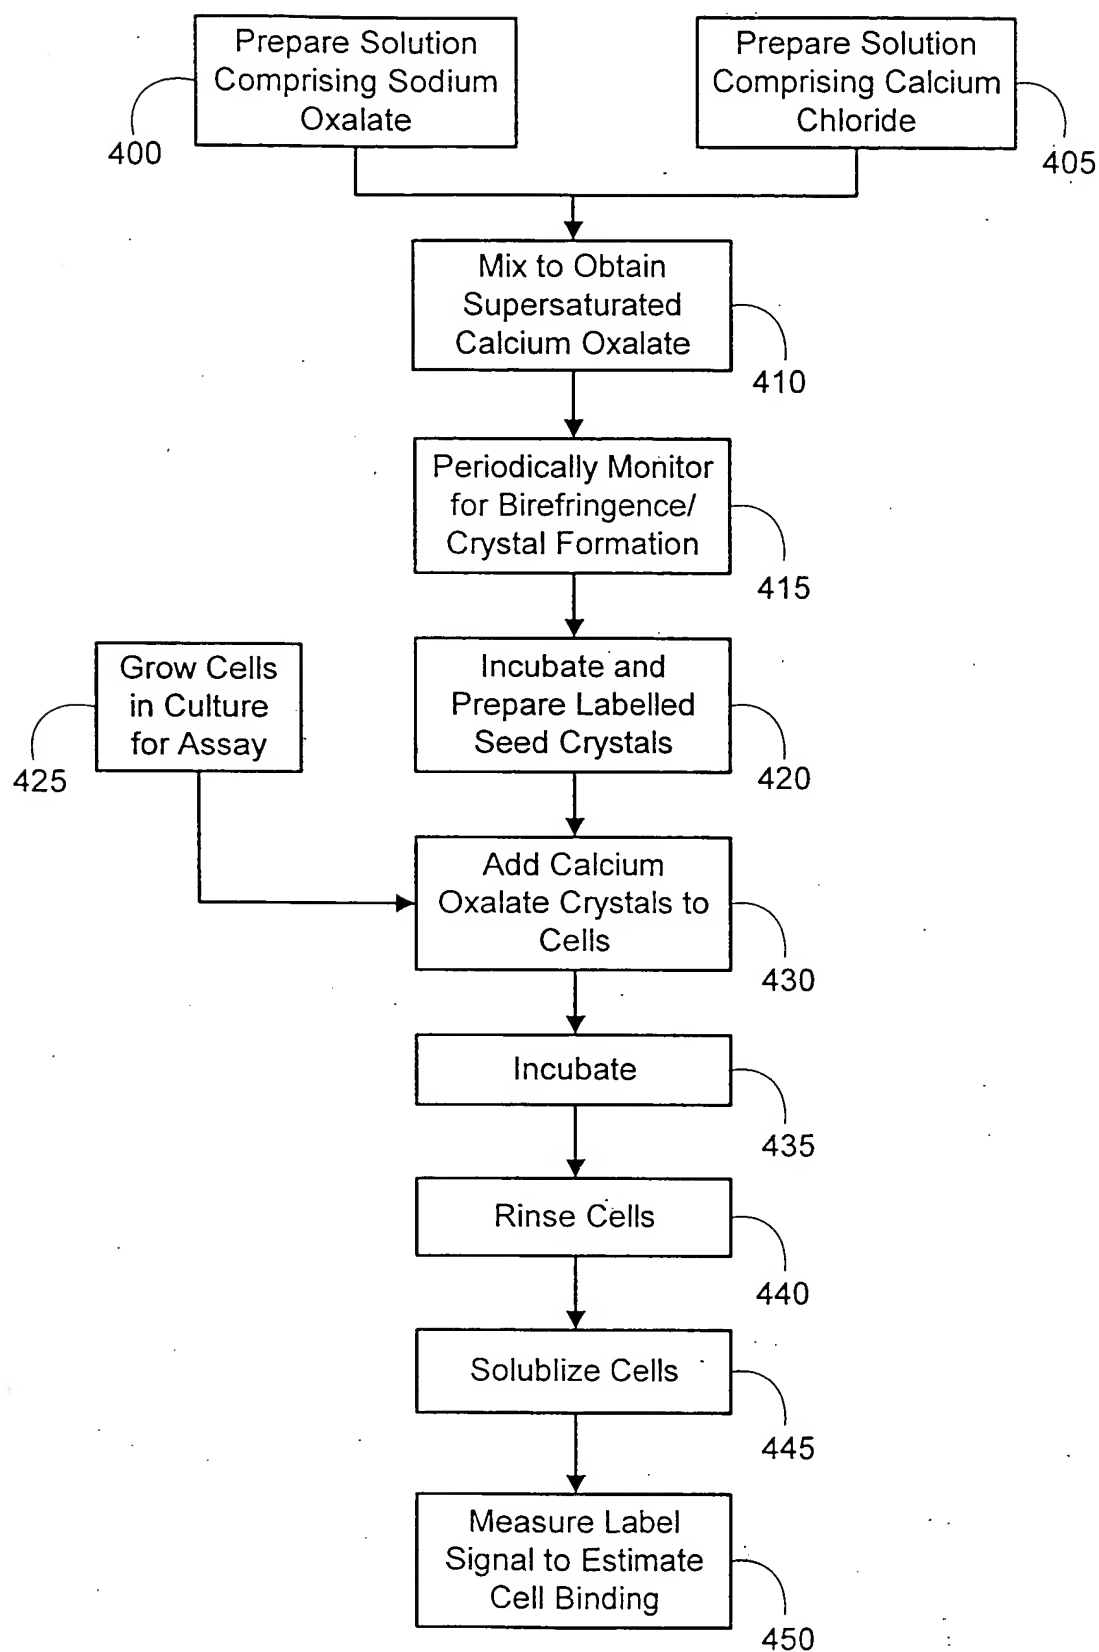 Prepare Solution
Comprising Sodium
Oxalate
400
Prepare Solution
Comprising Calcium
Chloride
405
Mix to Obtain
Supersaturated
Calcium Oxalate
410
Periodically Monitor
for Birefringence/
Crystal Formation
415
Incubate and
Prepare Labelled
Seed Crystals
420
Grow Cells
in Culture
for Assay
425
Add Calcium
Oxalate Crystals to
Cells
430
Incubate
435
Rinse Cells
440
Solublize Cells
445
Measure Label
Signal to Estimate
Cell Binding
450